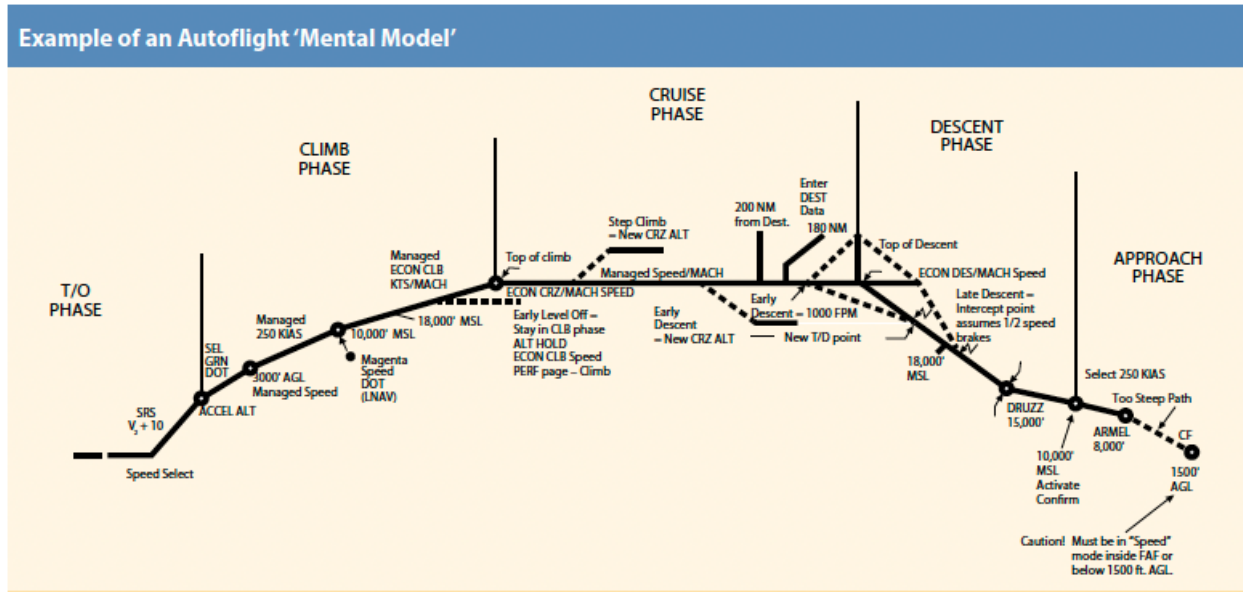 Example of an Autoflight ‘Mental Model’
T/O
PHASE
CLIMB
PHASE
CRUISE
PHASE
DESCENT
PHASE
APPROACH
PHASE
Speed Select
SRS
V2 + 10
SEL
GRN
DOT
ACCEL ALT
3000' AGL
Managed Speed
Managed
250 KIAS
10,000' MSL
Magenta
Speed
DOT
(LNAV)
Managed
ECON CLB
KTS/MACH
18,000' MSL
Top of climb
ECON CRZ/MACH SPEED
Early Level Off –
Stay in CLB phase
ALT HOLD
ECON CLB Speed
PERF page – Climb
Step Climb
– New CRZ ALT
Managed Speed/MACH
Early
Descent
– New CRZ ALT
200 NM
from Dest.
Enter
DEST
Data
180 NM
Early
Descent – 1000 FPM
New T/D point
Top of Descent
ECON DES/MACH Speed
Late Descent –
Intercept point
assumes 1/2 speed
brakes
18,000'
MSL
DRUZZ
15,000'
Select 250 KIAS
10,000'
MSL
Activate
Confirm
Too Steep Path
ARMEL
8,000'
CF
1500'
AGL
Caution! Must be in “Speed”
mode inside FAF or
below 1500 ft. AGL.